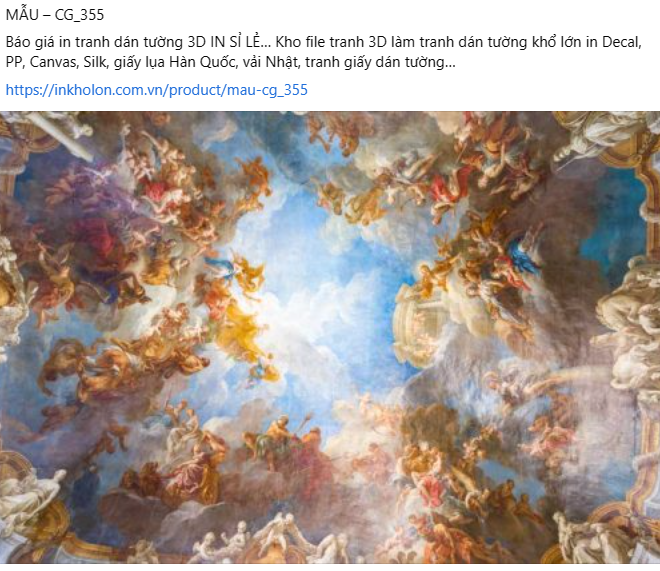 MẪU – CG_355
Báo giá in tranh dán tường 3D IN SỈ LẺ... Kho file tranh 3D làm tranh dán tường khổ lớn in Decal,
PP, Canvas, Silk, giấy lụa Hàn Quốc, vải Nhật, tranh giấy dán tường...
https://inkholon.com.vn/product/mau-cg_355